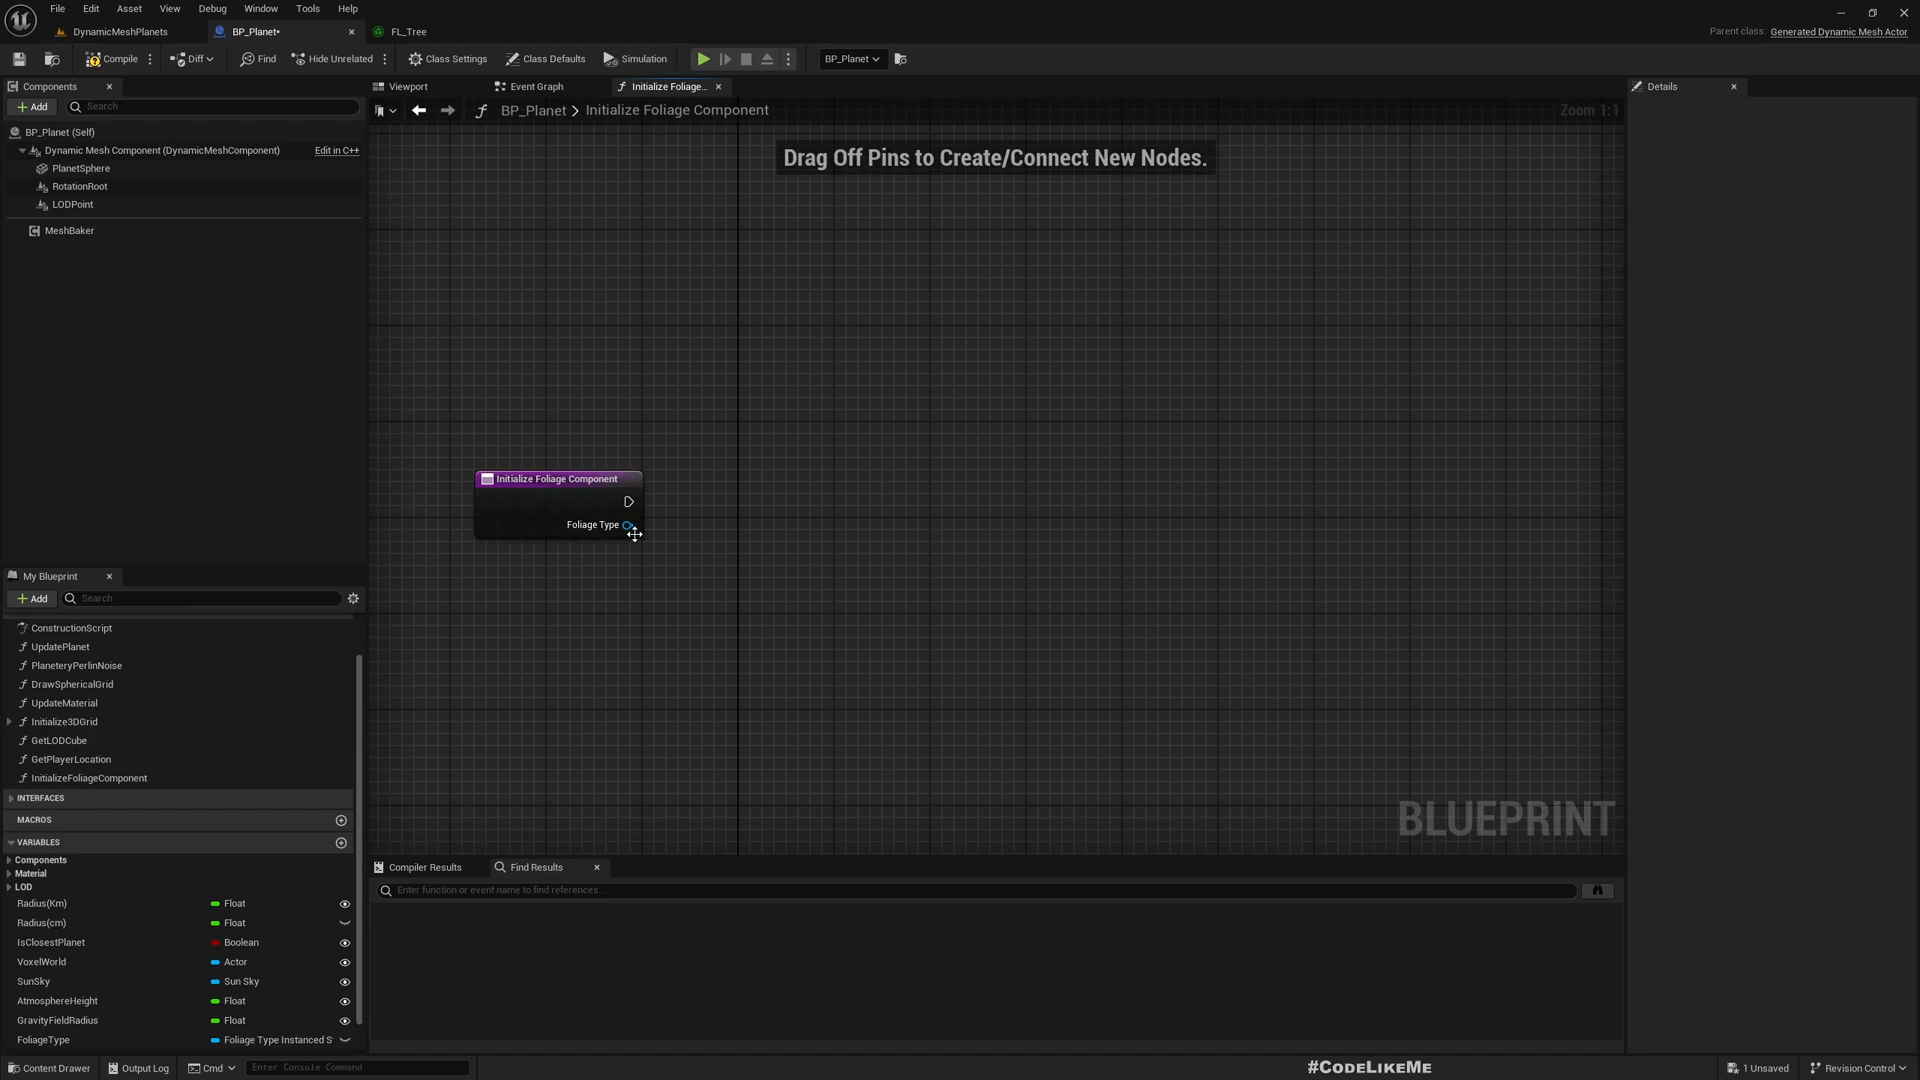 File Edit Asset View Debug Window Tools Help
DynamicMeshPlanets BP_Planet• FL_Tree
Parent class: Generated Dynamic Mesh Actor
Compile Diff Find Hide Unrelated Class Settings Class Defaults Simulation BP_Planet
Components Viewport Event Graph Initialize Foliage... Details
Add Search
BP_Planet > Initialize Foliage Component Zoom 1:1
BP_Planet (Self)
Dynamic Mesh Component (DynamicMeshComponent) Edit in C++
PlanetSphere
RotationRoot
LODPoint
MeshBaker
Drag Off Pins to Create/Connect New Nodes.
Initialize Foliage Component
Foliage Type
BLUEPRINT
My Blueprint
Add Search
ConstructionScript
UpdatePlanet
PlaneteryPerlinNoise
DrawSphericalGrid
UpdateMaterial
Initialize3DGrid
GetLODCube
GetPlayerLocation
InitializeFoliageComponent
INTERFACES
MACROS
VARIABLES
Components
Material
LOD
Radius(Km) Float
Radius(cm) Float
IsClosestPlanet Boolean
VoxelWorld Actor
SunSky Sun Sky
AtmosphereHeight Float
GravityFieldRadius Float
FoliageType Foliage Type Instanced S
Compiler Results Find Results
Enter function or event name to find references...
Content Drawer Output Log Cmd Enter Console Command
#CODELIKEME
1 Unsaved Revision Control